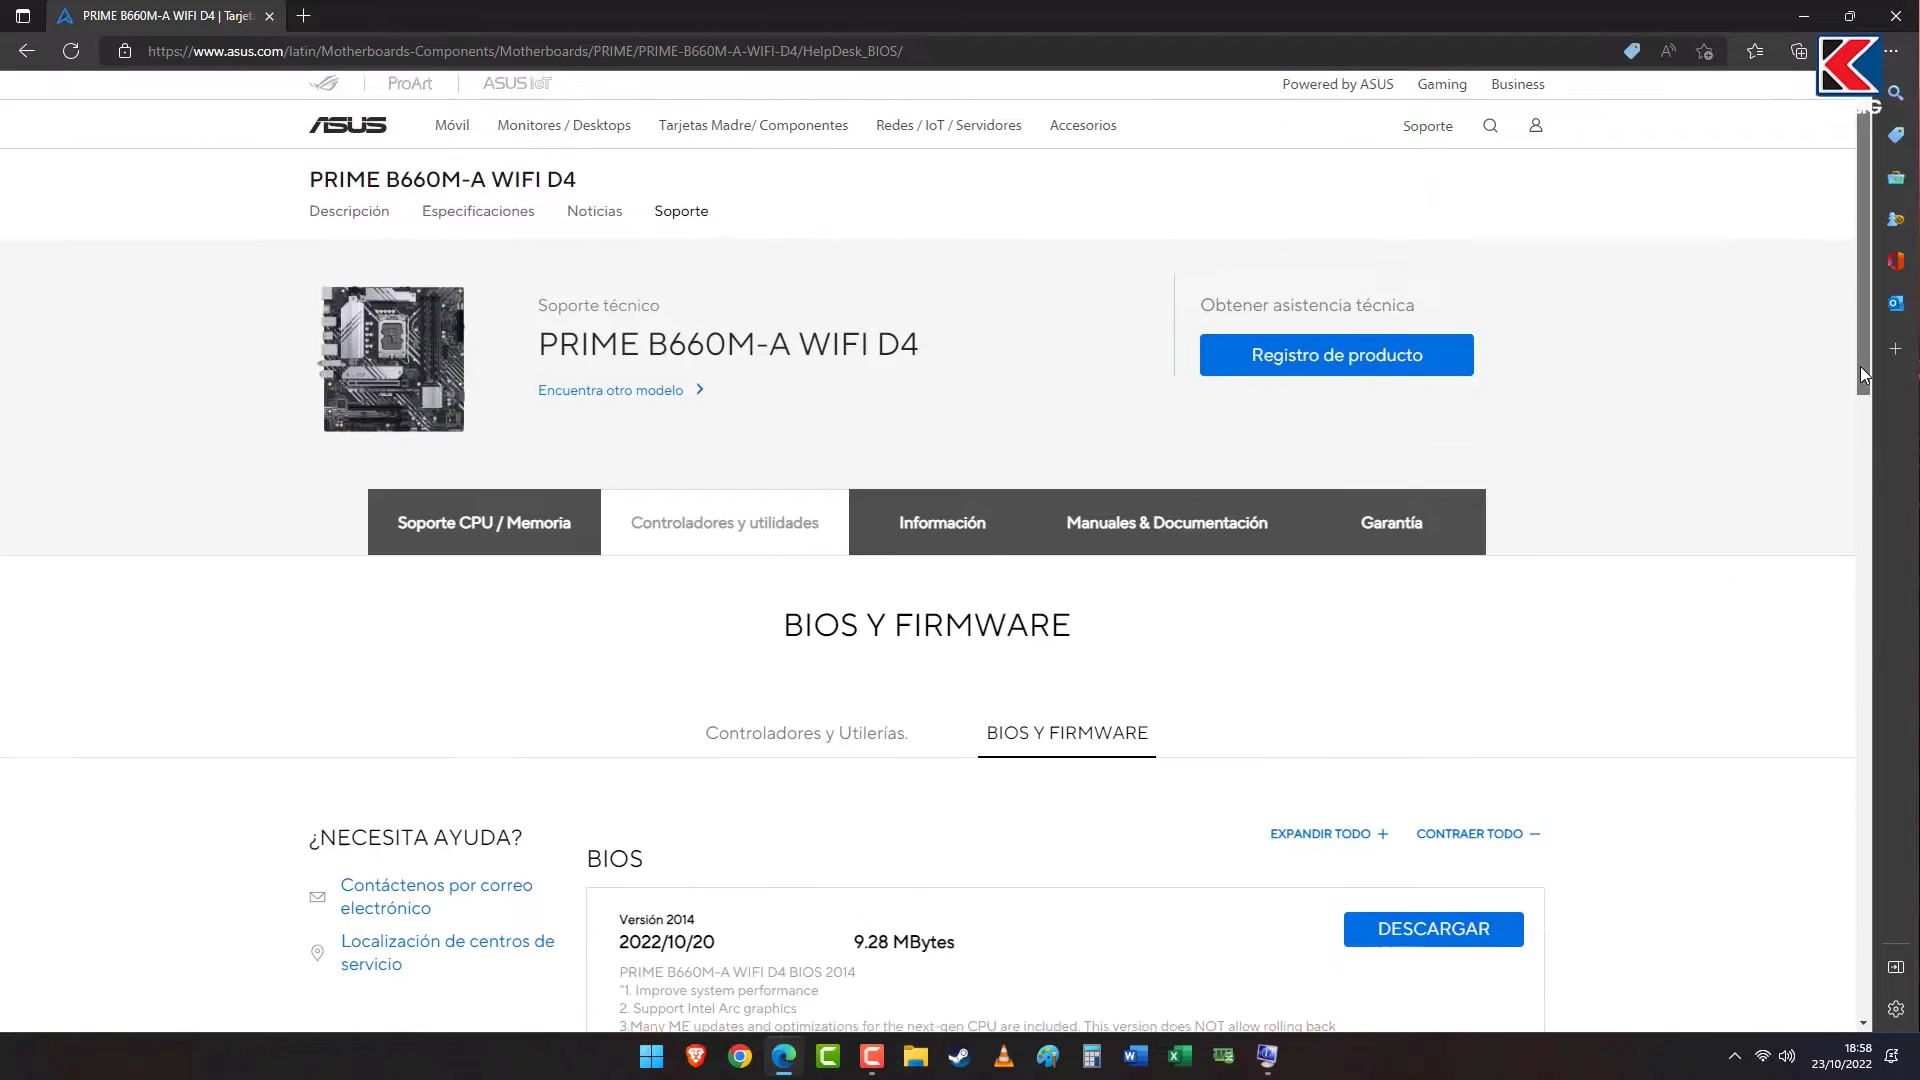 PRIME B660M-A WIFI D4 | Tarjet
https://www.asus.com/latin/Motherboards-Components/Motherboards/PRIME/PRIME-B660M-A-WIFI-D4/HelpDesk_BIOS/
ProArt
ASUS IoT
Powered by ASUS
Gaming
Business
ASUS
Móvil
Monitores / Desktops
Tarjetas Madre/ Componentes
Redes / IoT / Servidores
Accesorios
Soporte
PRIME B660M-A WIFI D4
Descripción
Especificaciones
Noticias
Soporte
Soporte técnico
PRIME B660M-A WIFI D4
Encuentra otro modelo
Obtener asistencia técnica
Registro de producto
Soporte CPU / Memoria
Controladores y utilidades
Información
Manuales & Documentación
Garantía
BIOS Y FIRMWARE
Controladores y Utilerías.
BIOS Y FIRMWARE
¿NECESITA AYUDA?
Contáctenos por correo
electrónico
Localización de centros de
servicio
EXPANDIR TODO +
CONTRAER TODO −
BIOS
Versión 2014
2022/10/20
9.28 MBytes
DESCARGAR
PRIME B660M-A WIFI D4 BIOS 2014
"1. Improve system performance
2. Support Intel Arc graphics
3.Many ME updates and optimizations for the next-gen CPU are included. This version does NOT allow rolling back
18:58
23/10/2022